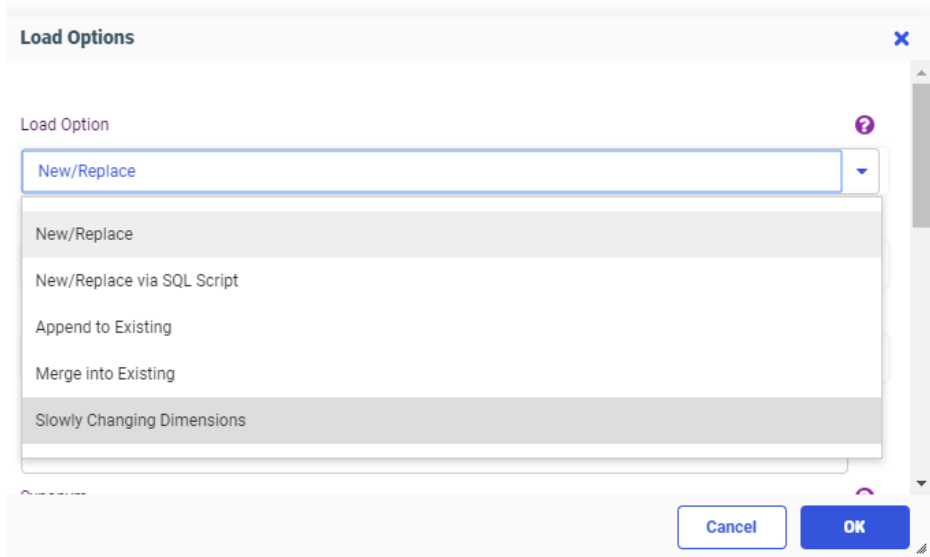 Load Options
Load Option
New/Replace
New/Replace
New/Replace via SQL Script
Append to Existing
Merge into Existing
Slowly Changing Dimensions
Synonym
Cancel OK